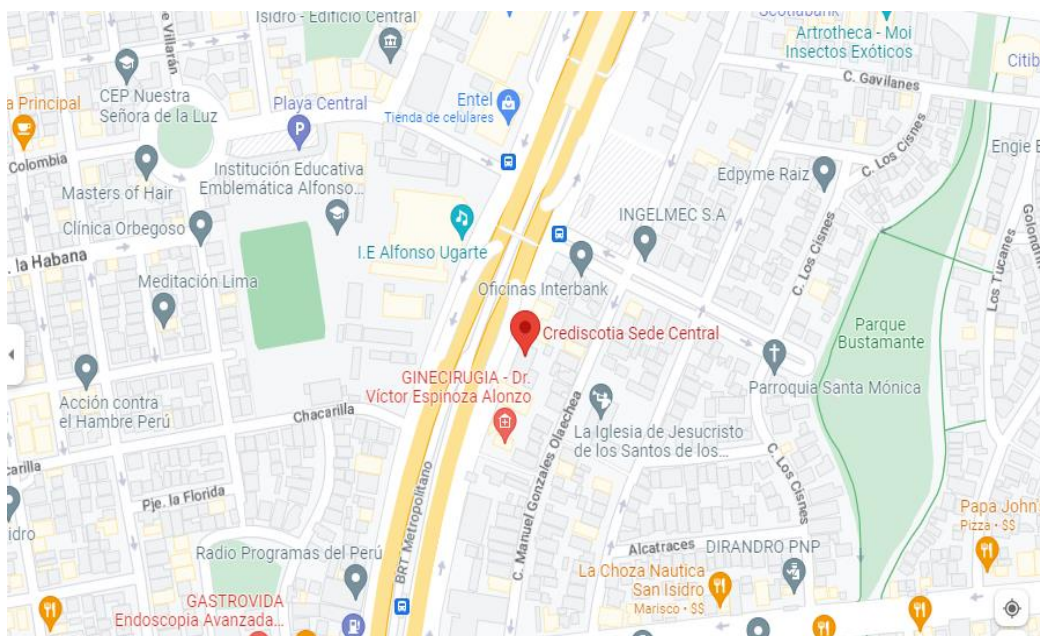 Isidro - Edificio Central
Scotiabank
Artrotheca - Moi
Insectos Exóticos
Citib
e Villarán
CEP Nuestra
Señora de la Luz
a Principal
Playa Central
P
Entel
Tienda de celulares
C. Gavilanes
Colombia
Masters of Hair
Institución Educativa
Emblemática Alfonso...
C. Los Cisnes
Engie E
Edpyme Raiz
Clínica Orbegoso
I.E Alfonso Ugarte
INGELMEC S.A
. la Habana
Meditación Lima
Oficinas Interbank
C. Los Cisnes
Los Tucanes
Golondrin
Crediscotia Sede Central
Parque
Bustamante
GINECIRUGIA - Dr.
Víctor Espinoza Alonzo
Parroquia Santa Mónica
Acción contra
el Hambre Perú
Chacarilla
La Iglesia de Jesucristo
de los Santos de los...
C. Manuel Gonzales Olaechea
C. Los Cisnes
acarilla
Pje. la Florida
BRT Metropolitano
Papa John'
Pizza • $$
idro
Radio Programas del Perú
Alcatraces
DIRANDRO PNP
La Choza Nautica
San Isidro
Marisco • $$
GASTROVIDA
Endoscopia Avanzada...